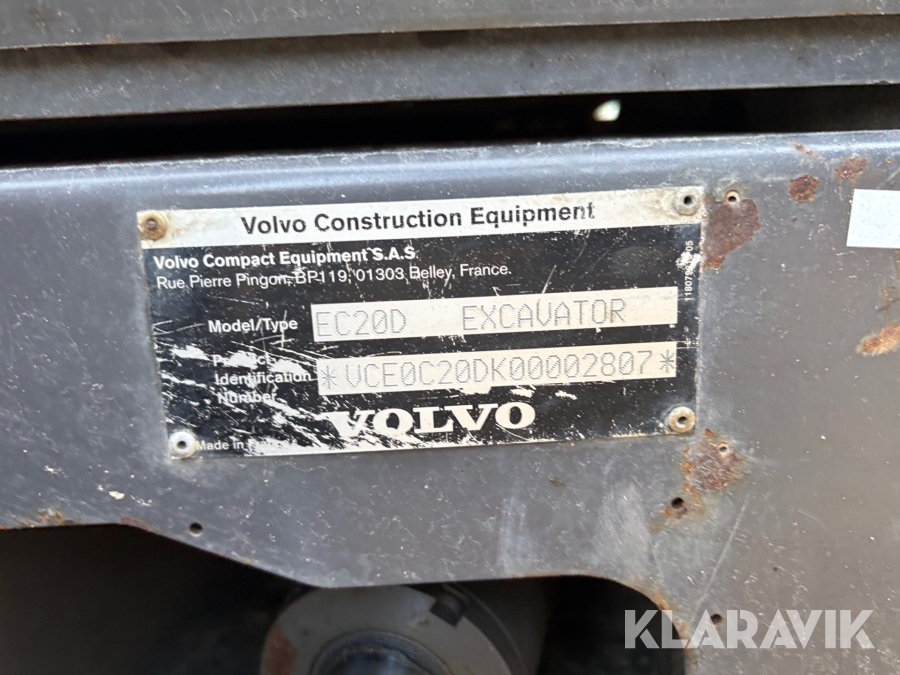 Volvo Construction Equipment
Volvo Compact Equipment S.A.S.
Rue Pierre Pingon, BP119, 01303 Belley, France.
Model/Type EC20D EXCAVATOR
Product
Identification *VCE0C20DK00002807*
Number
VOLVO
Made in
KLARAVIK